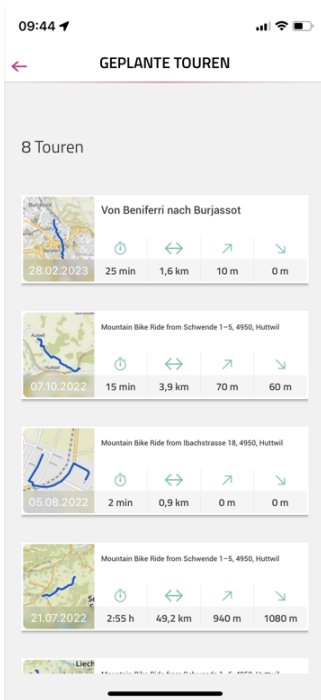 09:44
GEPLANTE TOUREN
8 Touren
Von Beniferri nach Burjassot
28.02.2023
25 min 1,6 km 10 m 0 m
Mountain Bike Ride from Schwende 1–5, 4950, Huttwil
07.10.2022
15 min 3,9 km 70 m 60 m
Mountain Bike Ride from Ibachstrasse 18, 4950, Huttwil
05.08.2022
2 min 0,9 km 0 m 0 m
Mountain Bike Ride from Schwende 1–5, 4950, Huttwil
21.07.2022
2:55 h 49,2 km 940 m 1080 m
Liech